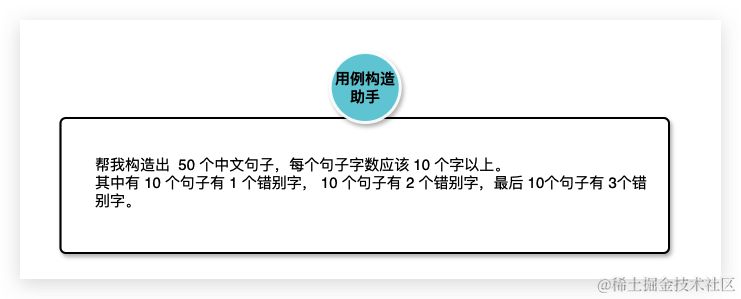 用例构造
助手
帮我构造出 50 个中文句子，每个句子字数应该 10 个字以上。
其中有 10 个句子有 1 个错别字， 10 个句子有 2 个错别字，最后 10个句子有 3个错
别字。
@稀土掘金技术社区